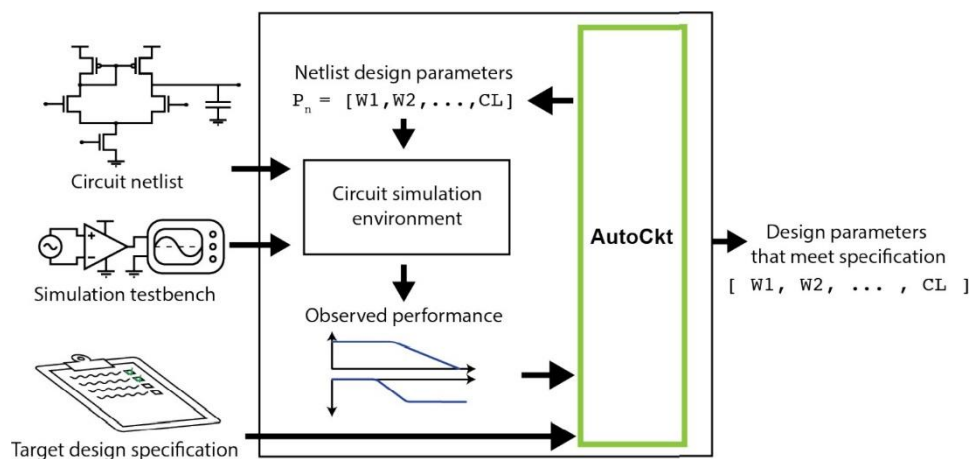 Netlist design parameters
Pn = [W1,W2,...,CL]
Circuit netlist
Circuit simulation
environment
AutoCkt
Simulation testbench
Observed performance
Design parameters
that meet specification
[ W1, W2, ... , CL ]
Target design specification